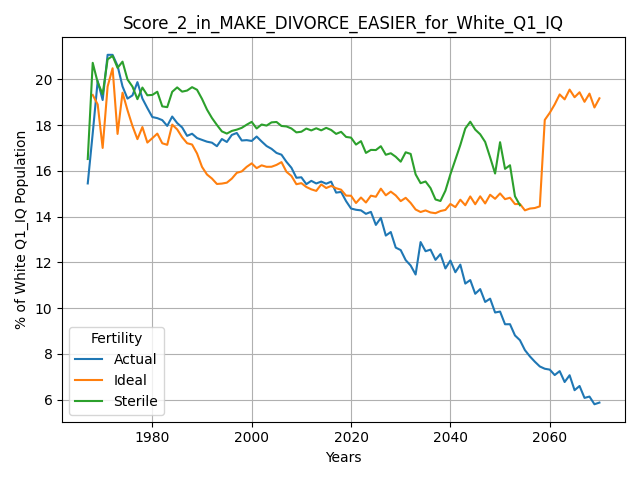 Score_2_in_MAKE_DIVORCE_EASIER_for_White_Q1_IQ
% of White Q1_IQ Population
20
18
16
14
12
10
8
6
Fertility
Actual
Ideal
Sterile
1980
2000
2020
2040
2060
Years